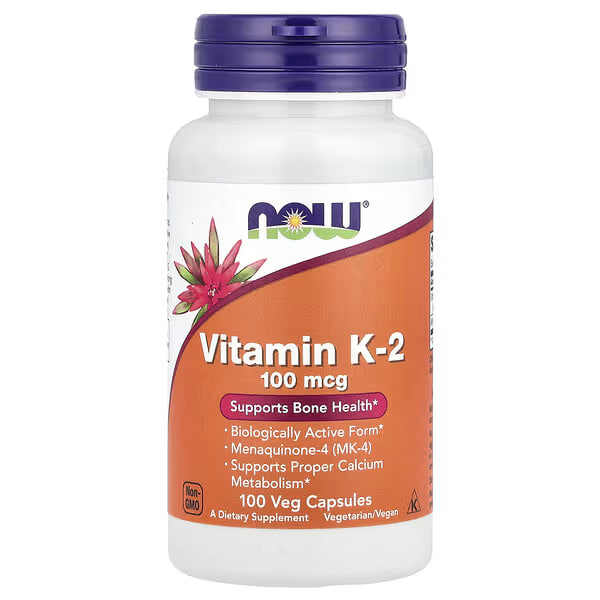 NOW®
Vitamin K-2
100 mcg
Supports Bone Health*
· Biologically Active Form*
· Menaquinone-4 (MK-4)
· Supports Proper Calcium
Metabolism*
100 Veg Capsules
Non-
GMO
A Dietary Supplement Vegetarian/Vegan
K